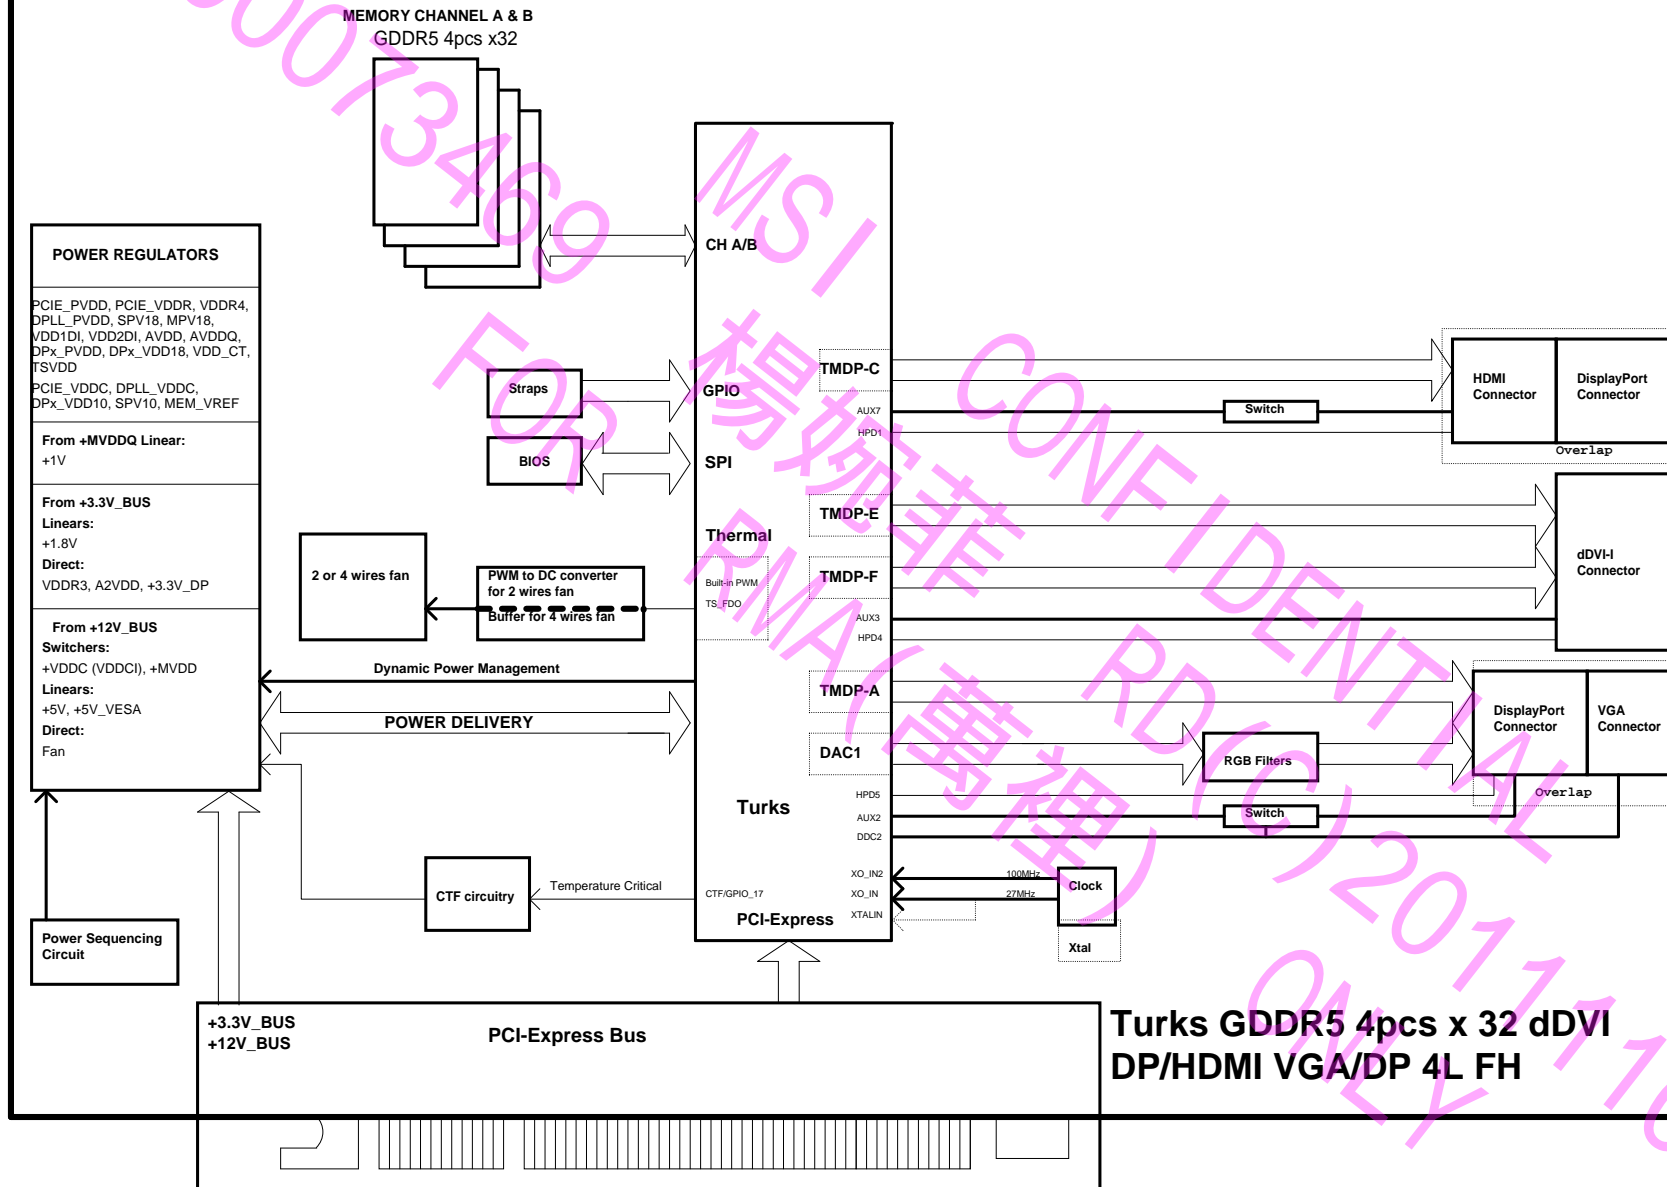 MEMORY CHANNEL A & B
GDDR5 4pcs x32
POWER REGULATORS
PCIE_PVDD, PCIE_VDDR, VDDR4,
DPLL_PVDD, SPV18, MPV18,
VDD1DI, VDD2DI, AVDD, AVDDQ,
DPx_PVDD, DPx_VDD18, VDD_CT,
TSVDD
PCIE_VDDC, DPLL_VDDC,
DPx_VDD10, SPV10, MEM_VREF
From +MVDDQ Linear:
+1V
From +3.3V_BUS
Linears:
+1.8V
Direct:
VDDR3, A2VDD, +3.3V_DP
From +12V_BUS
Switchers:
+VDDC (VDDCI), +MVDD
Linears:
+5V, +5V_VESA
Direct:
Fan
Power Sequencing
Circuit
Straps
BIOS
2 or 4 wires fan
PWM to DC converter
for 2 wires fan
Buffer for 4 wires fan
Dynamic Power Management
POWER DELIVERY
CTF circuitry
Temperature Critical
CH A/B
GPIO
SPI
Thermal
Built-in PWM
TS_FDO
Turks
CTF/GPIO_17
PCI-Express
TMDP-C
AUX7
HPD1
TMDP-E
TMDP-F
AUX3
HPD4
TMDP-A
DAC1
HPD5
AUX2
DDC2
XO_IN2
XO_IN
XTALIN
100MHz
27MHz
Clock
Xtal
Switch
RGB Filters
Switch
HDMI
Connector
DisplayPort
Connector
Overlap
dDVI-I
Connector
DisplayPort
Connector
VGA
Connector
Overlap
+3.3V_BUS
+12V_BUS
PCI-Express Bus
Turks GDDR5 4pcs x 32 dDVI
DP/HDMI VGA/DP 4L FH
MSI CONFIDENTIAL
0073469 楊婉菲 RD(C)201111
FOR RMA(萬裡) ONLY